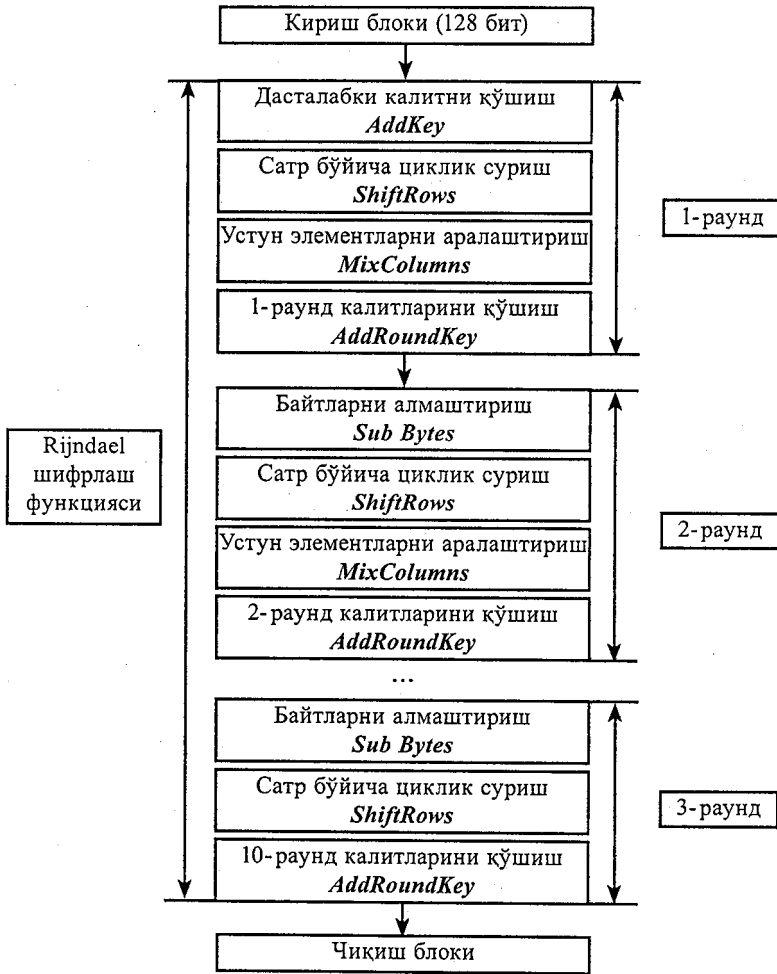 Кириш блоки (128 бит)
Дасталабки калитни қўшиш
AddKey
Сатр бўйича циклик суриш
ShiftRows
Устун элементларни аралаштириш
MixColumns
1-раунд калитларини қўшиш
AddRoundKey
1-раунд
Байтларни алмаштириш
Sub Bytes
Сатр бўйича циклик суриш
ShiftRows
Устун элементларни аралаштириш
MixColumns
2-раунд калитларини қўшиш
AddRoundKey
2-раунд
Rijndael
шифрлаш
функцияси
...
Байтларни алмаштириш
Sub Bytes
Сатр бўйича циклик суриш
ShiftRows
10-раунд калитларини қўшиш
AddRoundKey
3-раунд
Чиқиш блоки